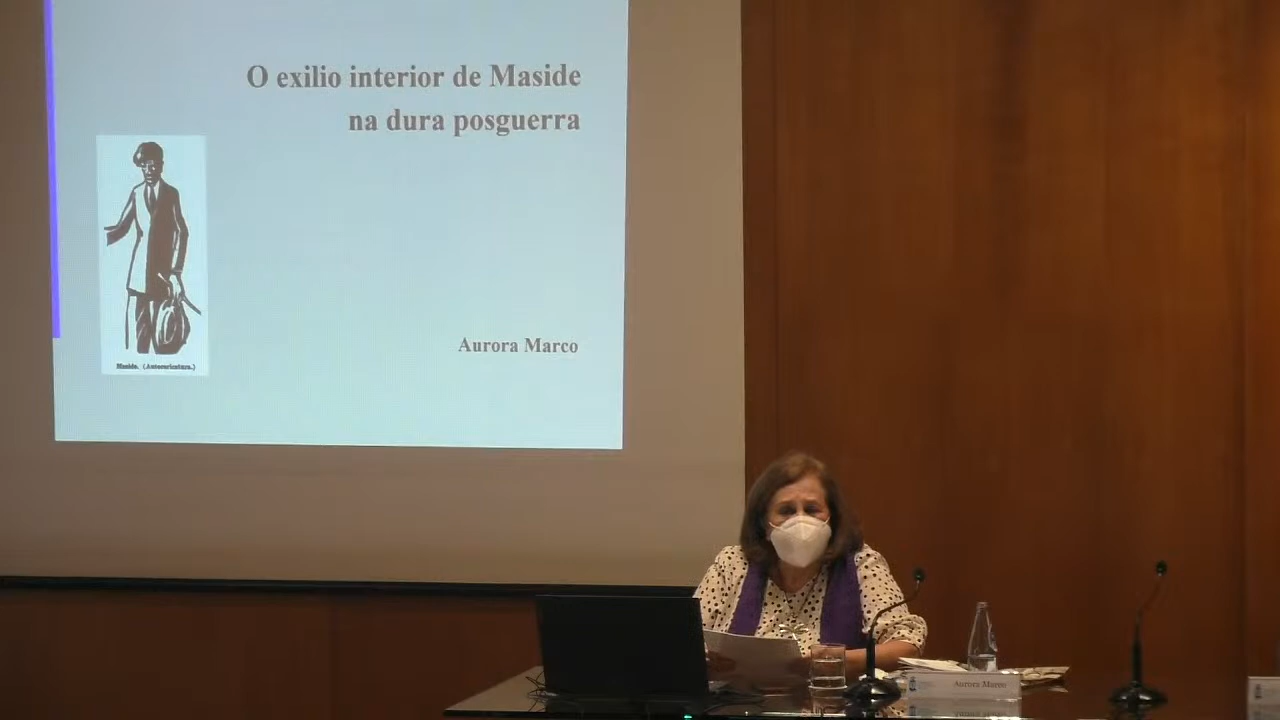 O exilio interior de Maside
na dura posguerra
Maside. (Autocaricatura.)
Aurora Marco
Aurora Marco